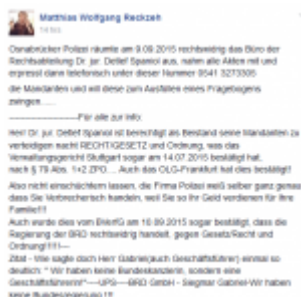 Matthias Wolfgang Reckzeh
14 Std.
Osnabrücker Polizei räumte am 9.09.2015 rechtswidrig das Büro der
Rechtsabteilung Dr. jur. Detlef Spaniol aus, nahm alle Akten mit und
erpresst dann telefonisch unter dieser Nummer 0541 3273305
die Mandanten und will diese zum Ausfüllen eines Fragebogens
zwingen......
----------------------Für alle zur Info:
Herr Dr. jur. Detlef Spaniol ist berechtigt als Beistand seine Mandanten zu
verteidigen nach! RECHT/GESETZ und Ordnung, was das
Verwaltungsgericht Stuttgart sogar am 14.07.2015 bestätigt hat,
nach § 79 Abs. 1+2 ZPO.... Auch das OLG-Frankfurt hat dies bestätigt!
Also nicht einschüchtern lassen, die Firma Polizei weiß selber ganz genau
dass Sie Verbrecherisch handeln, weil Sie so ihr Geld verdienen für ihre
Familie!!!
Auch wurde dies vom BVerfG am 10.09.2015 sogar bestätigt, dass die
Regierung der BRD rechtswidrig handelt, gegen Gesetz/Recht und
Ordnung!!!!!----
Zitat - Wie sagte doch Herr Gabriel(auch Geschäftsführer) einmal so
deutlich: " Wir haben keine Bundeskanzlerin, sondern eine
Geschäftsführerin!"-----UPS----BRD GmbH - Siegmar Gabriel-Wir haben
keine Bundesregierung !!!